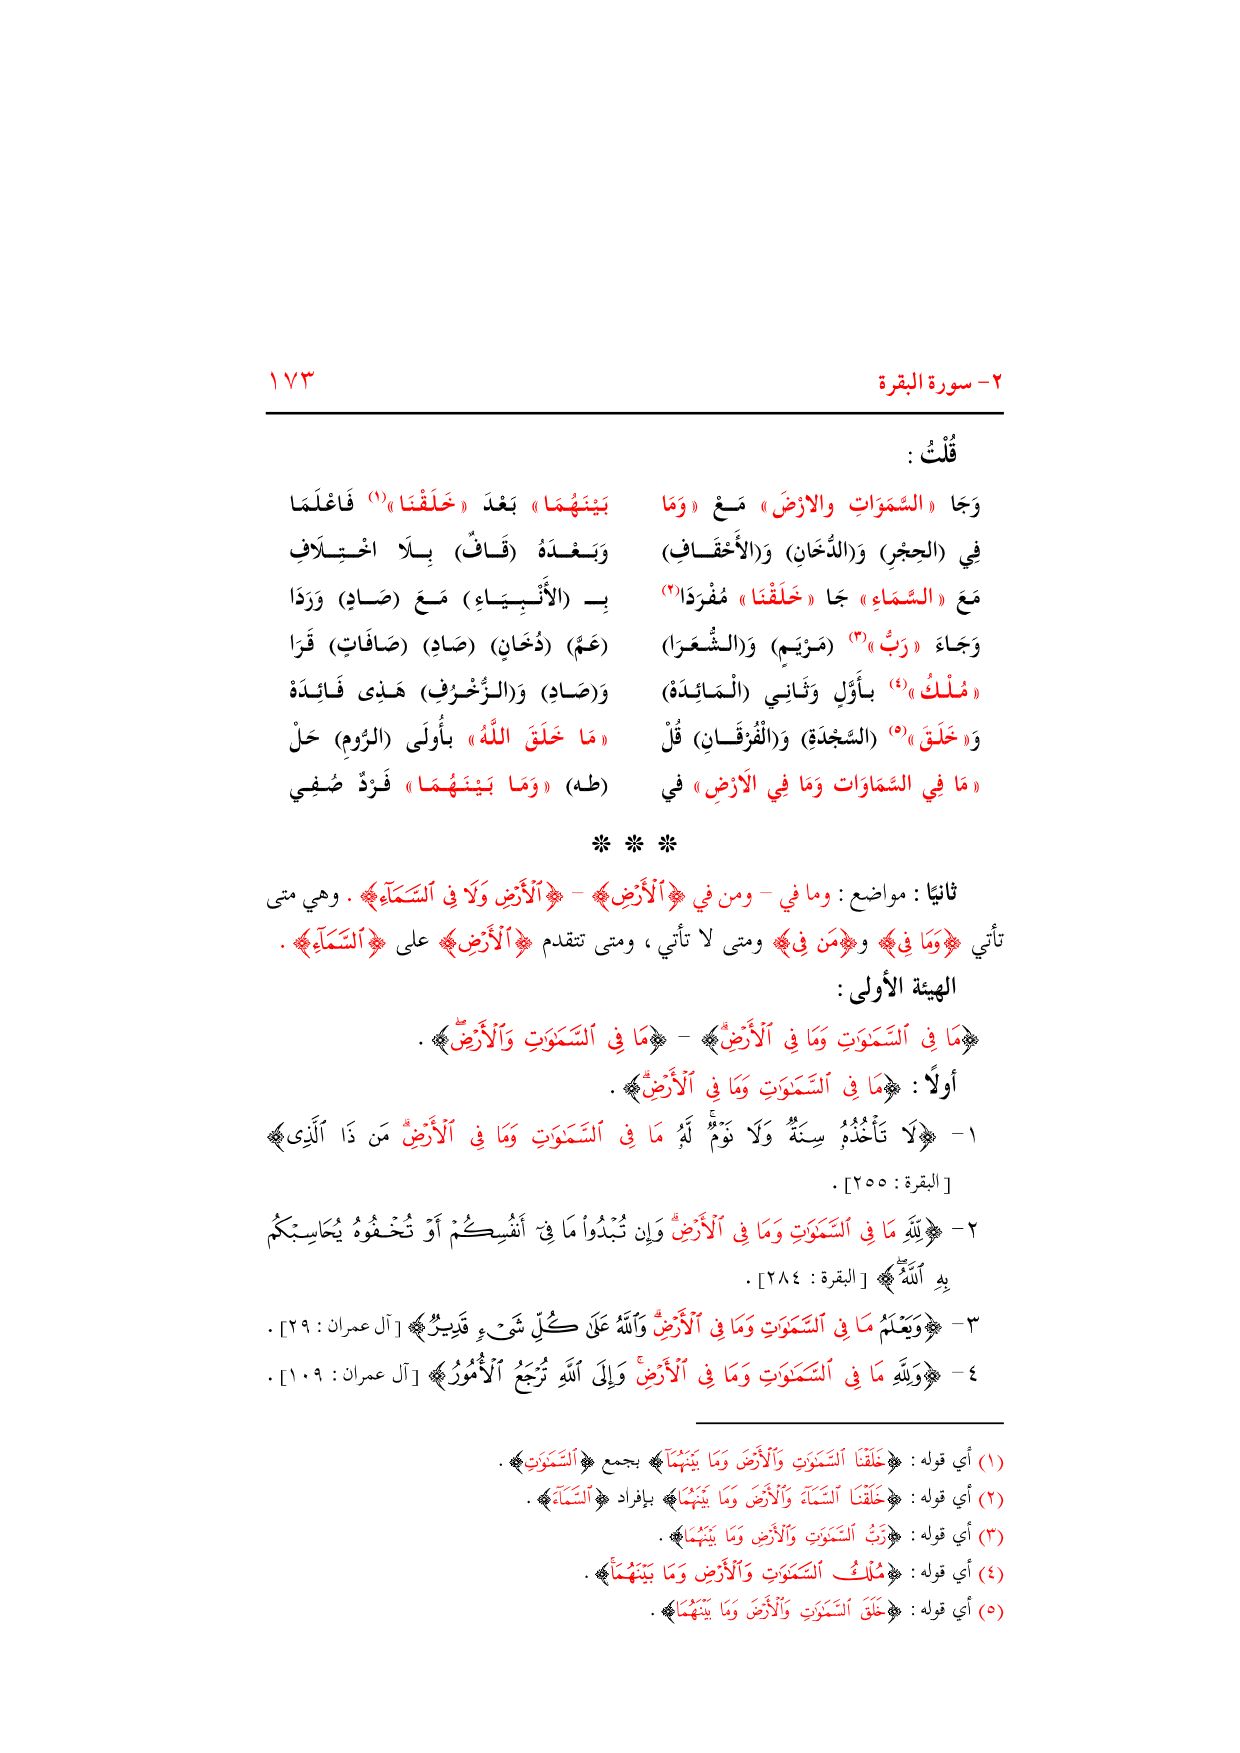 ٢- سورة البقرة ١٧٣
قُلْتُ :
وَجَا «السَّمَوَاتِ والارْضَ» مَعْ «وَمَا بَيْنَهُمَا» بَعْدَ «خَلَقْنَا»(١) فَاعْلَمَا
فِي (الحِجْرِ) وَ(الدُّخَانِ) وَ(الأَحْقَافِ) وَبَعْدَهُ (قَافٌ) بِلَا اخْتِلَافِ
مَعَ «السَّمَاءِ» جَا «خَلَقْنَا» مُفْرَدَا(٢) بِـ (الأَنْبِيَاءِ) مَعَ (صَادٍ) وَرَدَا
وَجَاءَ «رَبُّ»(٣) (مَرْيَمٍ) وَ(الشُّعَرَا) (عَمَّ) (دُخَانٍ) (صَادِ) (صَافَاتٍ) قَرَا
«مُلْكُ»(٤) بأَوَّلٍ وَثَانِي (الْمَائِدَهْ) وَ(صَادِ) وَ(الزُّخْرُفِ) هَذِى فَائِدَهْ
وَ«خَلَقَ»(٥) (السَّجْدَةِ) وَ(الْفُرْقَانِ) قُلْ «مَا خَلَقَ اللَّهُ» بأُولَى (الرُّومِ) حَلْ
«مَا فِي السَّمَاوَات وَمَا فِي الَارْضِ» في (طه) «وَمَا بَيْنَهُمَا» فَرْدٌ صُفِي
ثانيًا : مواضع : وما في – ومن في ﴿ٱلْأَرْضِ﴾ – ﴿ٱلْأَرْضِ وَلَا فِى ٱلسَّمَآءِ﴾ . وهي متى
تأتي ﴿وَمَا فِى﴾ و﴿مَن فِى﴾ ومتى لا تأتي ، ومتى تتقدم ﴿ٱلْأَرْضِ﴾ على ﴿ٱلسَّمَآءِ﴾ .
الهيئة الأولى :
﴿مَا فِى ٱلسَّمَٰوَٰتِ وَمَا فِى ٱلْأَرْضِۗ﴾ – ﴿مَا فِى ٱلسَّمَٰوَٰتِ وَٱلْأَرْضِۖ﴾ .
أولًا : ﴿مَا فِى ٱلسَّمَٰوَٰتِ وَمَا فِى ٱلْأَرْضِۗ﴾ .
١- ﴿لَا تَأْخُذُهُۥ سِنَةٌ وَلَا نَوْمٌۚ لَّهُۥ مَا فِى ٱلسَّمَٰوَٰتِ وَمَا فِى ٱلْأَرْضِۗ مَن ذَا ٱلَّذِى﴾
[البقرة : ٢٥٥] .
٢- ﴿لِّلَّهِ مَا فِى ٱلسَّمَٰوَٰتِ وَمَا فِى ٱلْأَرْضِۗ وَإِن تُبْدُوا۟ مَا فِىٓ أَنفُسِكُمْ أَوْ تُخْفُوهُ يُحَاسِبْكُم
بِهِ ٱللَّهُۖ﴾ [البقرة : ٢٨٤] .
٣- ﴿وَيَعْلَمُ مَا فِى ٱلسَّمَٰوَٰتِ وَمَا فِى ٱلْأَرْضِۗ وَٱللَّهُ عَلَىٰ كُلِّ شَىْءٍ قَدِيرٌ﴾ [آل عمران : ٢٩] .
٤- ﴿وَلِلَّهِ مَا فِى ٱلسَّمَٰوَٰتِ وَمَا فِى ٱلْأَرْضِۚ وَإِلَى ٱللَّهِ تُرْجَعُ ٱلْأُمُورُ﴾ [آل عمران : ١٠٩] .
(١) أي قوله : ﴿خَلَقْنَا ٱلسَّمَٰوَٰتِ وَٱلْأَرْضَ وَمَا بَيْنَهُمَآ﴾ بجمع ﴿ٱلسَّمَٰوَٰتِ﴾ .
(٢) أي قوله : ﴿خَلَقْنَا ٱلسَّمَآءَ وَٱلْأَرْضَ وَمَا بَيْنَهُمَا﴾ بإفراد ﴿ٱلسَّمَآءَ﴾ .
(٣) أي قوله : ﴿رَّبُّ ٱلسَّمَٰوَٰتِ وَٱلْأَرْضِ وَمَا بَيْنَهُمَا﴾ .
(٤) أي قوله : ﴿مُلْكُ ٱلسَّمَٰوَٰتِ وَٱلْأَرْضِ وَمَا بَيْنَهُمَاۚ﴾ .
(٥) أي قوله : ﴿خَلَقَ ٱلسَّمَٰوَٰتِ وَٱلْأَرْضَ وَمَا بَيْنَهُمَا﴾ .